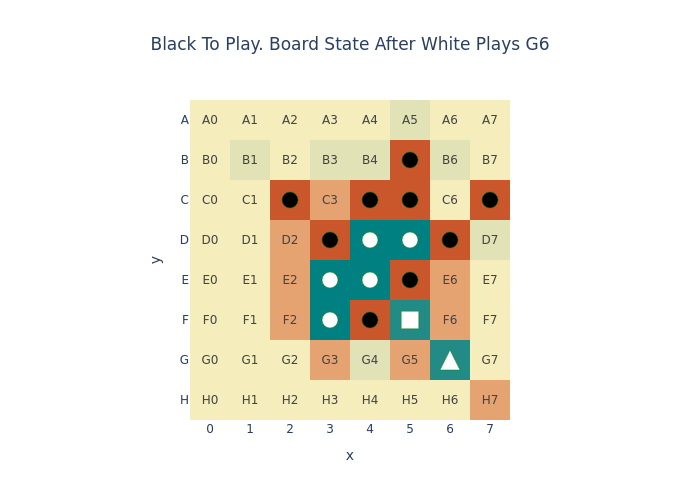 Black To Play. Board State After White Plays G6
A A0 A1 A2 A3 A4 A5 A6 A7
B B0 B1 B2 B3 B4 B6 B7
C C0 C1 C3 C6
D D0 D1 D2 D7
E E0 E1 E2 E6 E7
F F0 F1 F2 F6 F7
G G0 G1 G2 G3 G4 G5 G7
H H0 H1 H2 H3 H4 H5 H6 H7
0 1 2 3 4 5 6 7
x
y